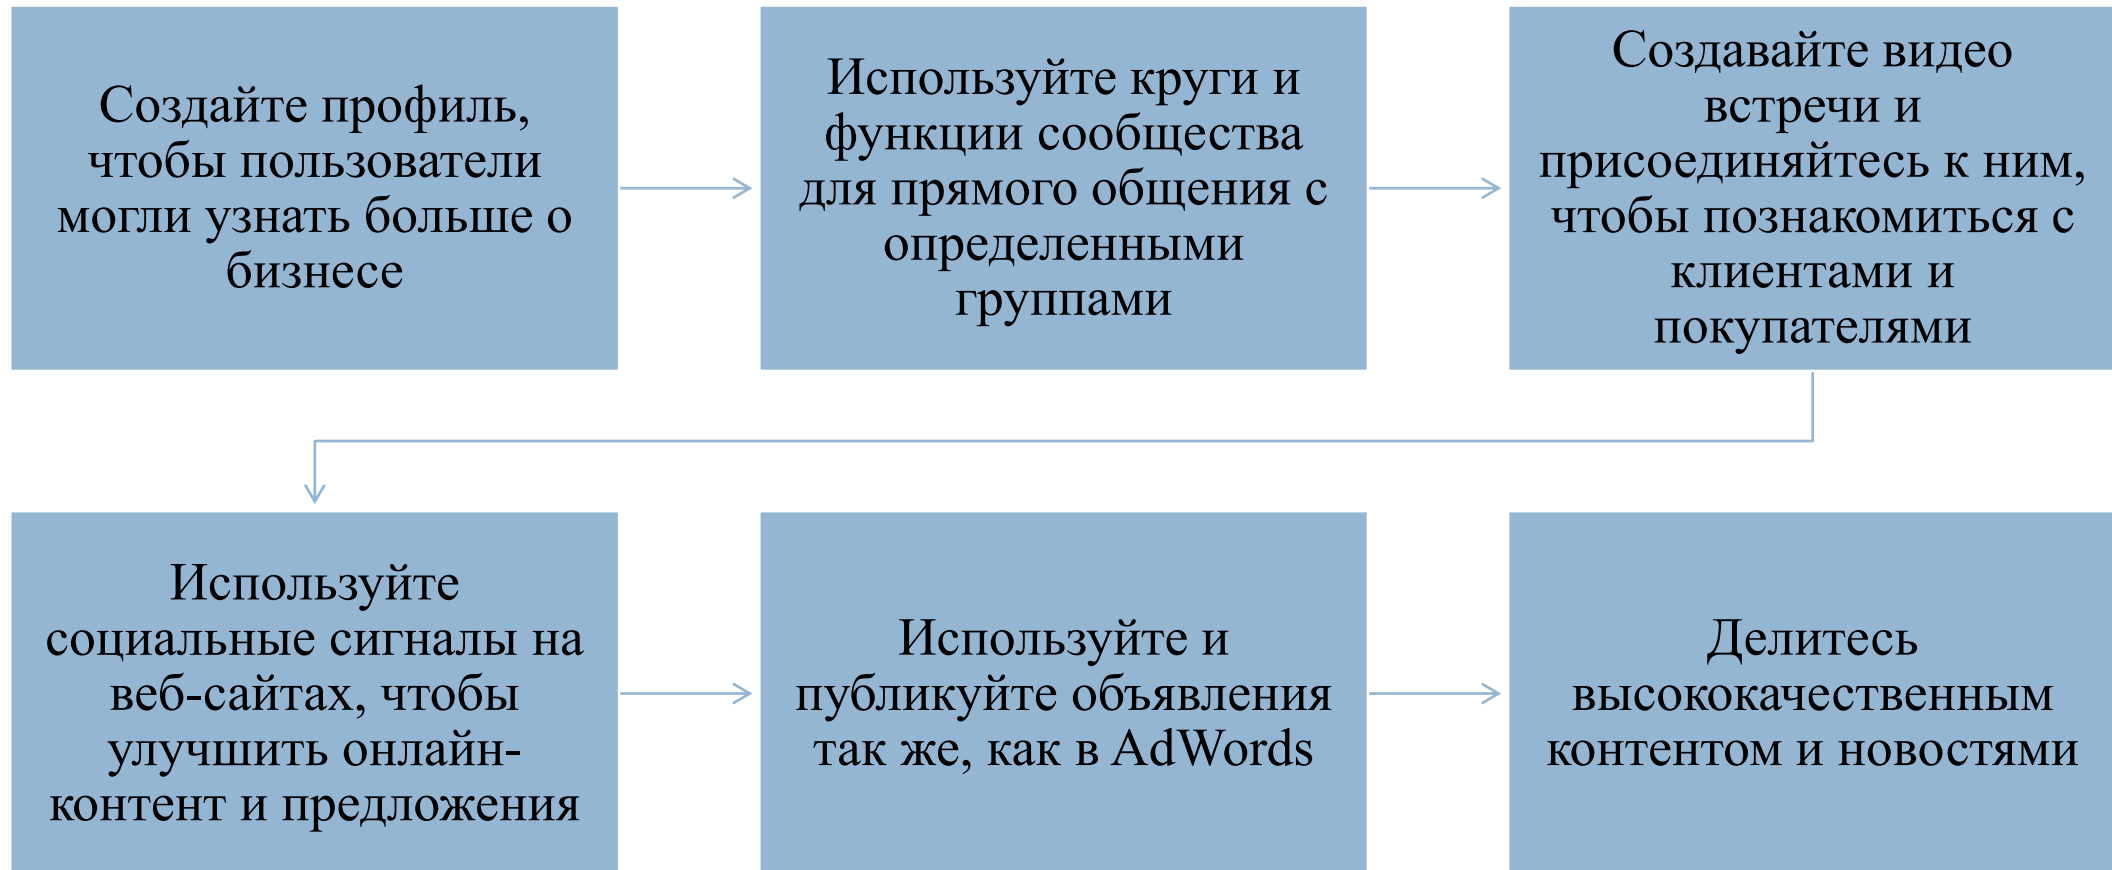 Создайте профиль,
чтобы пользователи
могли узнать больше о
бизнесе
Используйте круги и
функции сообщества
для прямого общения с
определенными
группами
Создавайте видео
встречи и
присоединяйтесь к ним,
чтобы познакомиться с
клиентами и
покупателями
Используйте
социальные сигналы на
веб-сайтах, чтобы
улучшить онлайн-
контент и предложения
Используйте и
публикуйте объявления
так же, как в AdWords
Делитесь
высококачественным
контентом и новостями